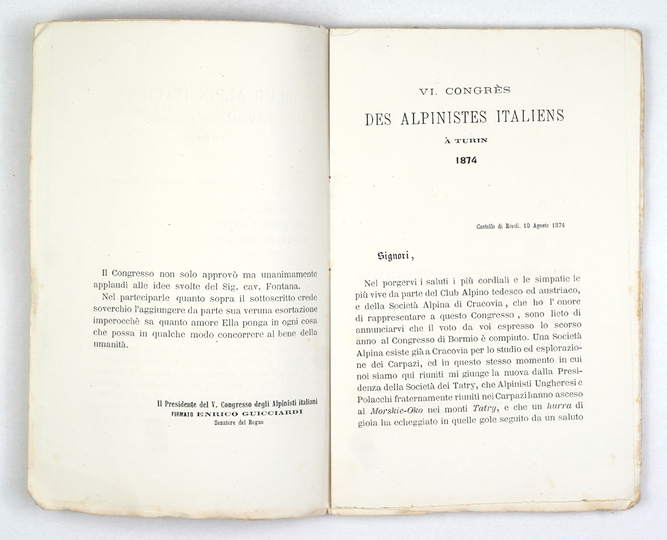 Il Congresso non solo approvò ma unanimamente
applaudì alle idee svolte del Sig. cav. Fontana.
Nel parteciparle quanto sopra il sottoscritto crede
soverchio l'aggiungere da parte sua veruna esortazione
imperocchè sa quanto amore Ella ponga in ogni cosa
che possa in qualche modo concorrere al bene della
umanità.
Il Presidente del V. Congresso degli Alpinisti italiani
FIRMATO ENRICO GUICCIARDI
Senatore del Regno
VI. CONGRÈS
DES ALPINISTES ITALIENS
À TURIN
1874
Castello di Rivoli. 10 Agosto 1874
Signori,
Nel porgervi i saluti i più cordiali e le simpatie le
più vive da parte del Club Alpino tedesco ed austriaco,
e della Società Alpina di Cracovia, che ho l'onore
di rappresentare a questo Congresso, sono lieto di
annunciarvi che il voto da voi espresso lo scorso
anno al Congresso di Bormio è compiuto. Una Società
Alpina esiste già a Cracovia per lo studio ed esplorazio-
ne dei Carpazi, ed in questo stesso momento in cui
noi siamo qui riuniti mi giunge la nuova dalla Presi-
denza della Società dei Tatry, che Alpinisti Ungheresi e
Polacchi fraternamente riuniti nei Carpazi hanno asceso
al Morskie-Oko nei monti Tatry, e che un hurra di
gioia ha echeggiato in quelle gole seguito da un saluto